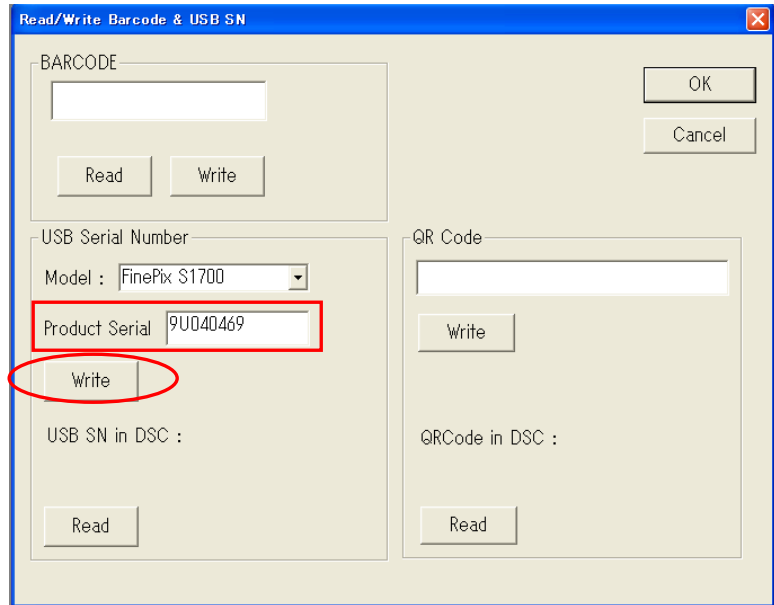 Read/Write Barcode & USB SN
BARCODE
OK
Cancel
Read Write
USB Serial Number
Model : FinePix S1700
Product Serial 9U040469
Write
USB SN in DSC :
Read
QR Code
Write
QRCode in DSC :
Read